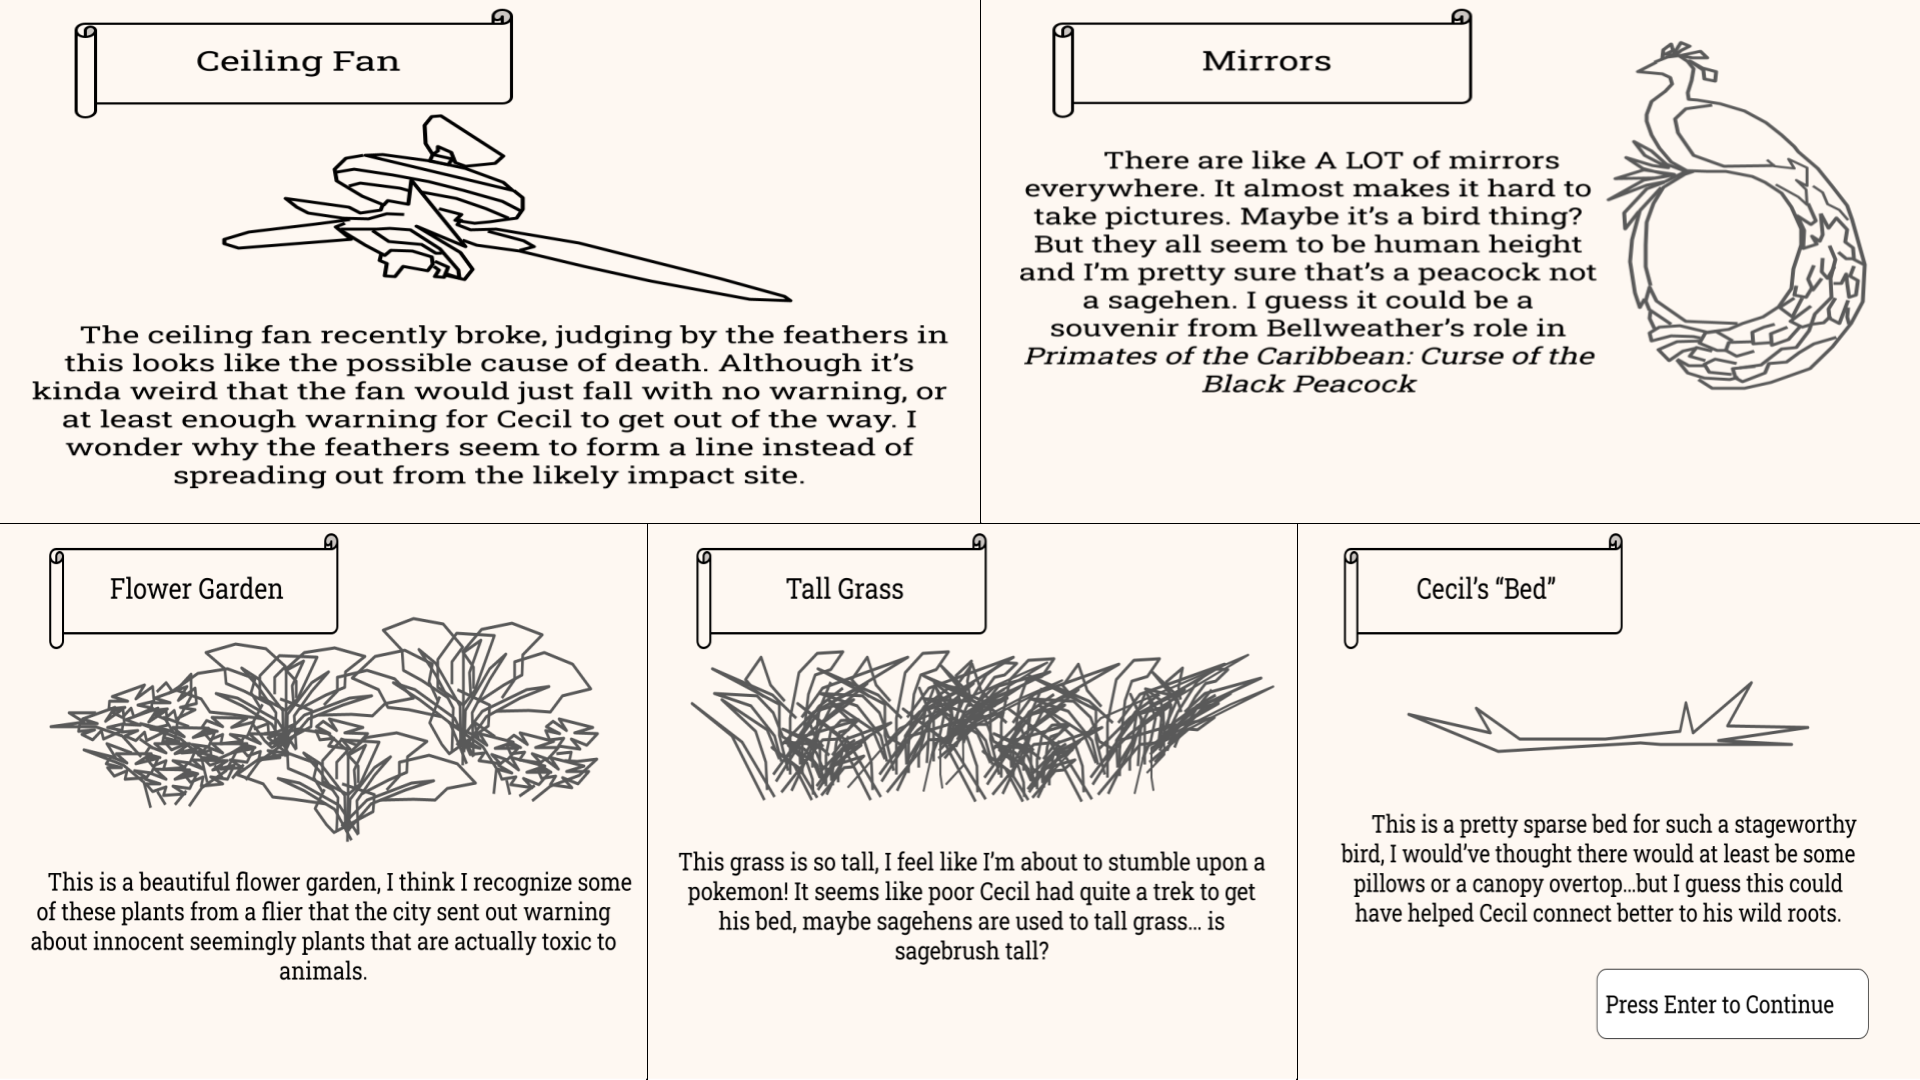 Ceiling Fan
The ceiling fan recently broke, judging by the feathers in
this looks like the possible cause of death. Although it’s
kinda weird that the fan would just fall with no warning, or
at least enough warning for Cecil to get out of the way. I
wonder why the feathers seem to form a line instead of
spreading out from the likely impact site.
Mirrors
There are like A LOT of mirrors
everywhere. It almost makes it hard to
take pictures. Maybe it’s a bird thing?
But they all seem to be human height
and I’m pretty sure that’s a peacock not
a sagehen. I guess it could be a
souvenir from Bellweather’s role in
Primates of the Caribbean: Curse of the
Black Peacock
Flower Garden
This is a beautiful flower garden, I think I recognize some
of these plants from a flier that the city sent out warning
about innocent seemingly plants that are actually toxic to
animals.
Tall Grass
This grass is so tall, I feel like I’m about to stumble upon a
pokemon! It seems like poor Cecil had quite a trek to get
his bed, maybe sagehens are used to tall grass... is
sagebrush tall?
Cecil’s “Bed”
This is a pretty sparse bed for such a stageworthy
bird, I would’ve thought there would at least be some
pillows or a canopy overtop...but I guess this could
have helped Cecil connect better to his wild roots.
Press Enter to Continue